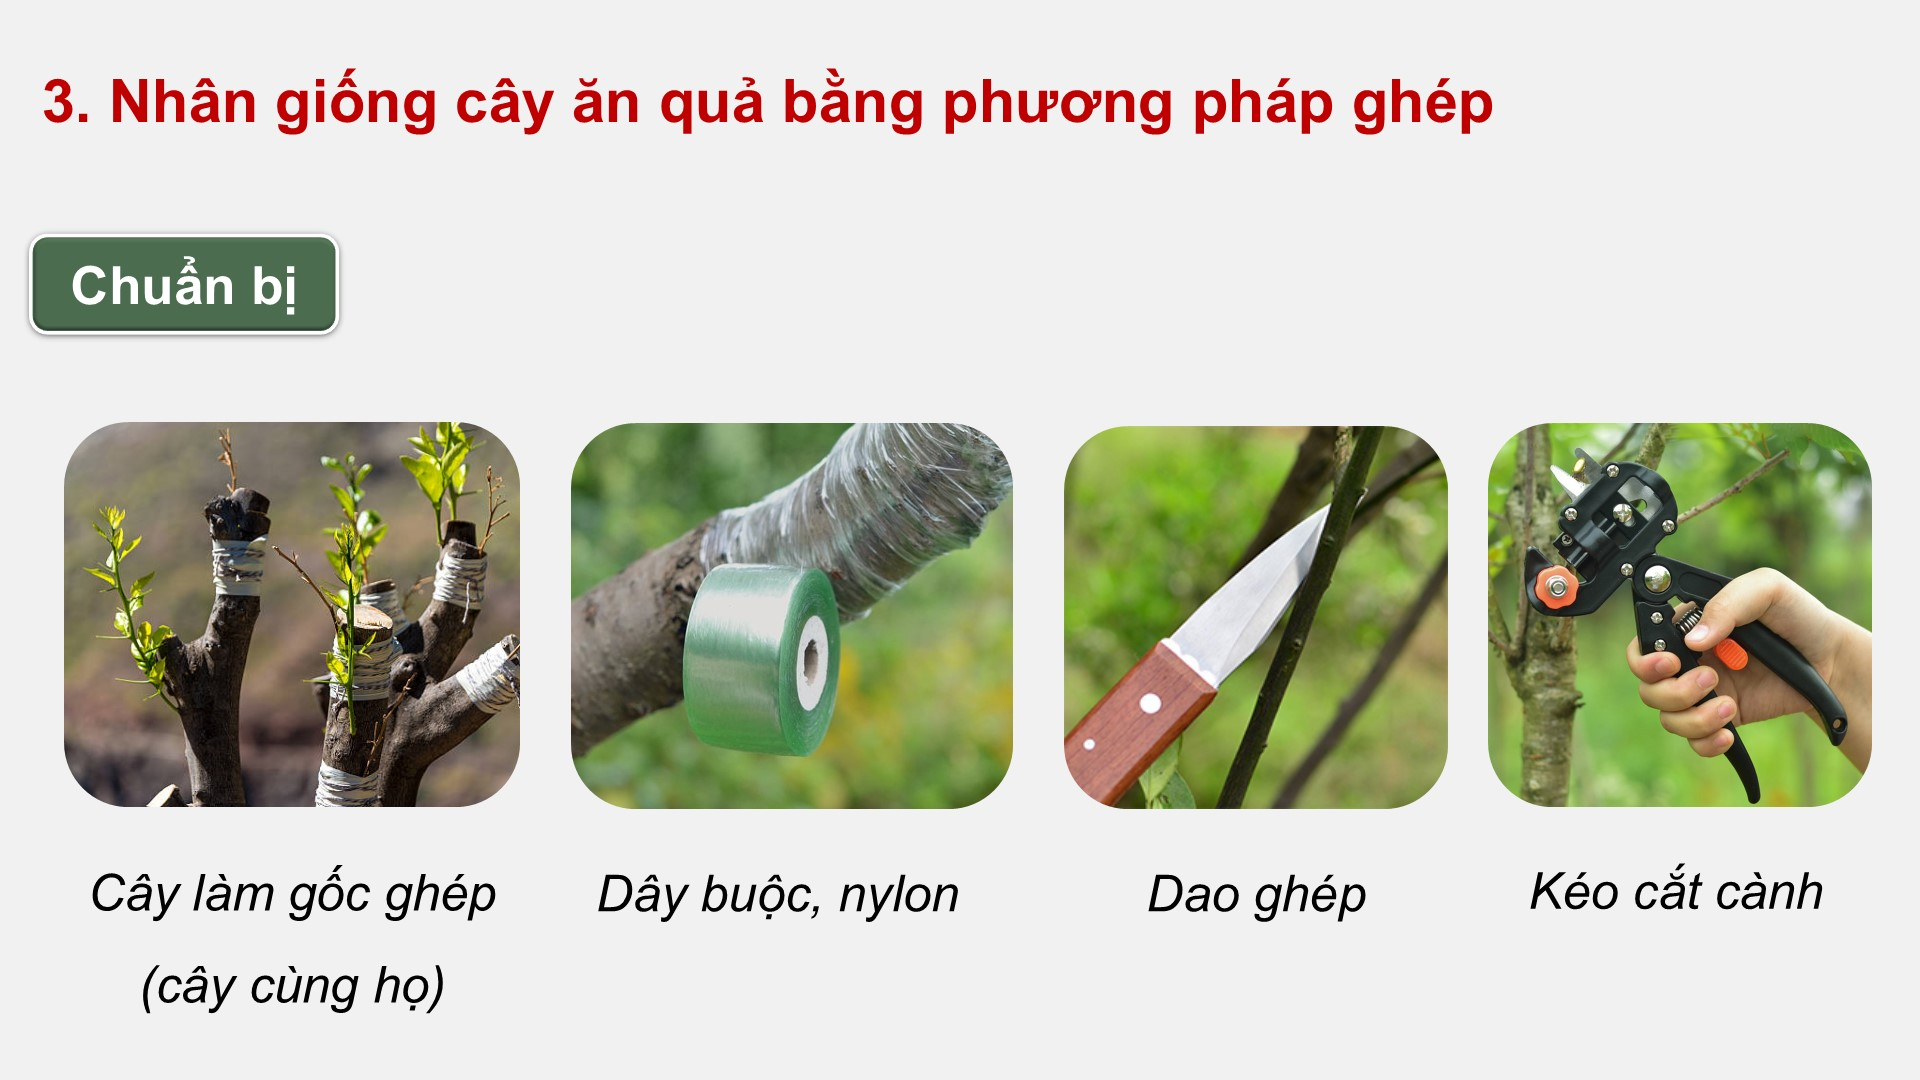 3. Nhân giống cây ăn quả bằng phương pháp ghép
Chuẩn bị
Cây làm gốc ghép
(cây cùng họ)
Dây buộc, nylon
Dao ghép
Kéo cắt cành